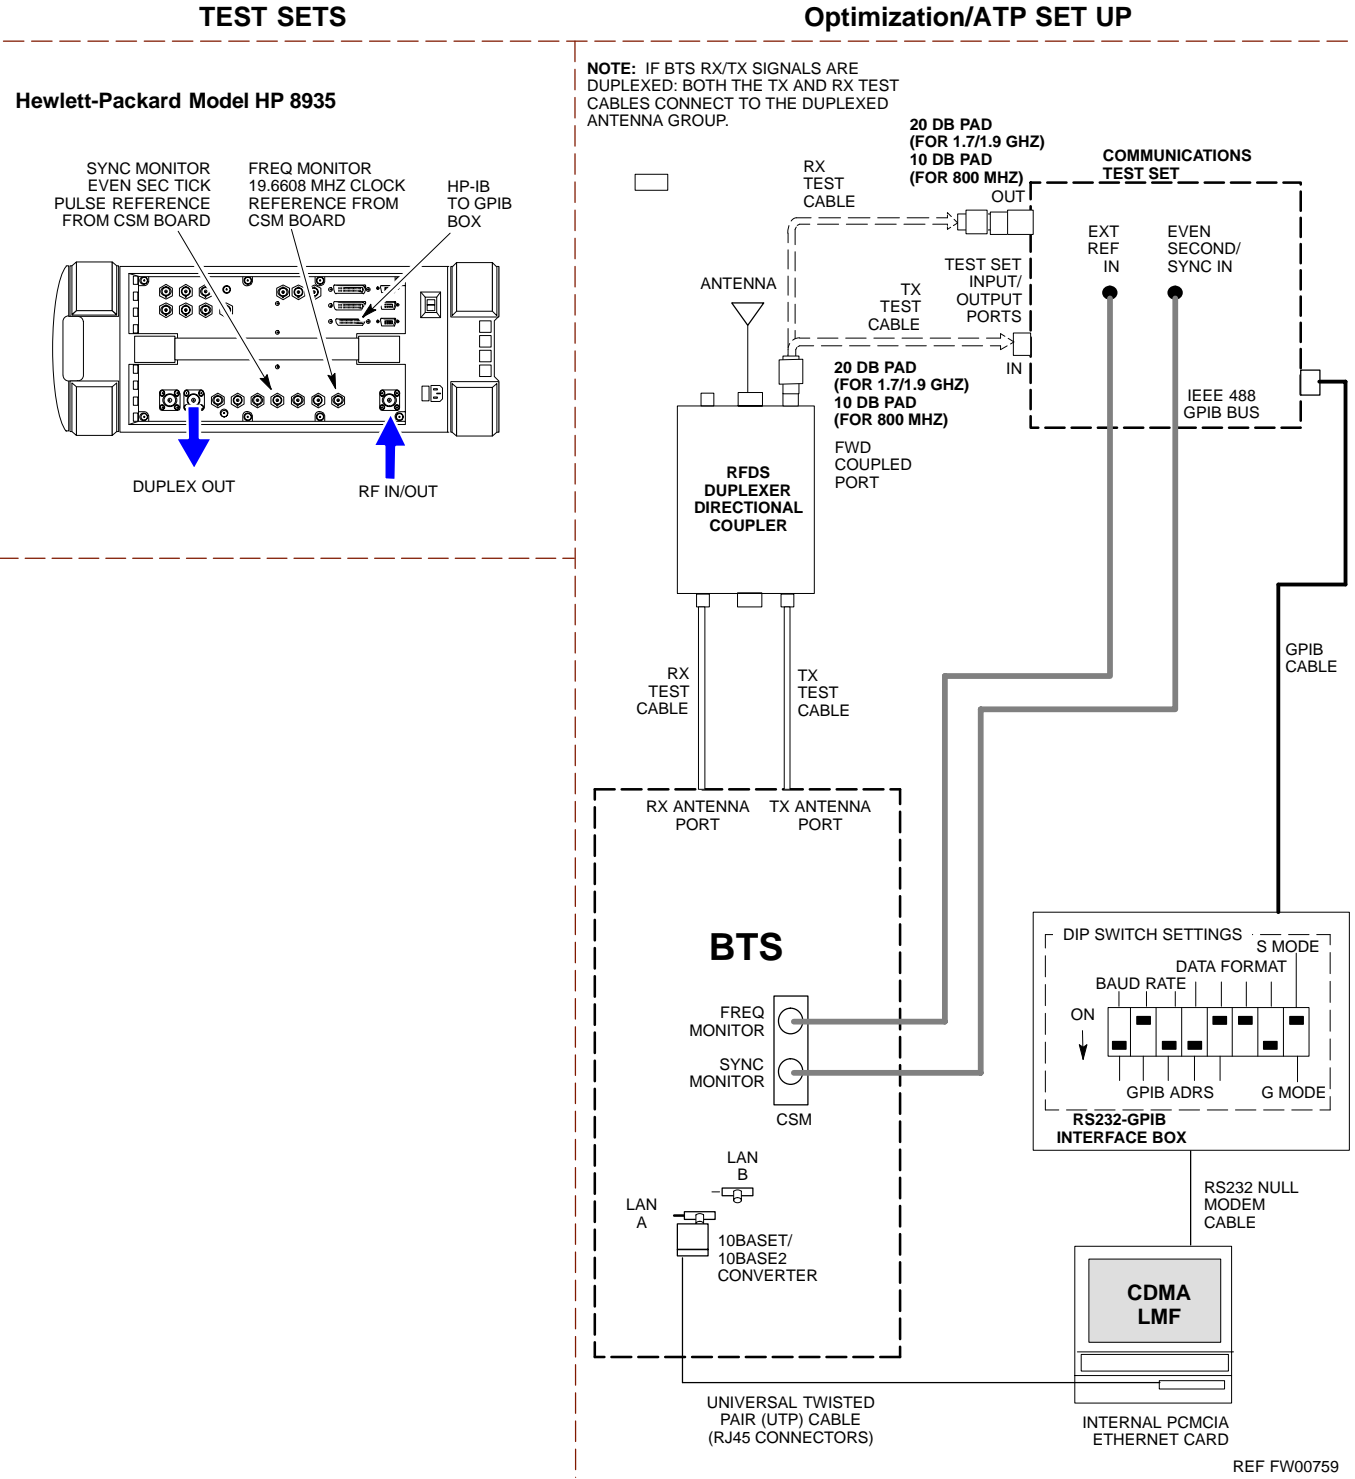 TEST SETS
Optimization/ATP SET UP
Hewlett-Packard Model HP 8935
SYNC MONITOR
EVEN SEC TICK
PULSE REFERENCE
FROM CSM BOARD
FREQ MONITOR
19.6608 MHZ CLOCK
REFERENCE FROM
CSM BOARD
HP-IB
TO GPIB
BOX
DUPLEX OUT
RF IN/OUT
NOTE: IF BTS RX/TX SIGNALS ARE
DUPLEXED: BOTH THE TX AND RX TEST
CABLES CONNECT TO THE DUPLEXED
ANTENNA GROUP.
RX
TEST
CABLE
20 DB PAD
(FOR 1.7/1.9 GHZ)
10 DB PAD
(FOR 800 MHZ)
OUT
COMMUNICATIONS
TEST SET
EXT
REF
IN
EVEN
SECOND/
SYNC IN
TEST SET
INPUT/
OUTPUT
PORTS
ANTENNA
TX
TEST
CABLE
IN
20 DB PAD
(FOR 1.7/1.9 GHZ)
10 DB PAD
(FOR 800 MHZ)
IEEE 488
GPIB BUS
FWD
COUPLED
PORT
RFDS
DUPLEXER
DIRECTIONAL
COUPLER
GPIB
CABLE
RX
TEST
CABLE
TX
TEST
CABLE
RX ANTENNA
PORT
TX ANTENNA
PORT
BTS
FREQ
MONITOR
SYNC
MONITOR
CSM
DIP SWITCH SETTINGS
S MODE
DATA FORMAT
BAUD RATE
ON
GPIB ADRS
G MODE
RS232-GPIB
INTERFACE BOX
LAN
B
LAN
A
10BASET/
10BASE2
CONVERTER
RS232 NULL
MODEM
CABLE
CDMA
LMF
UNIVERSAL TWISTED
PAIR (UTP) CABLE
(RJ45 CONNECTORS)
INTERNAL PCMCIA
ETHERNET CARD
REF FW00759